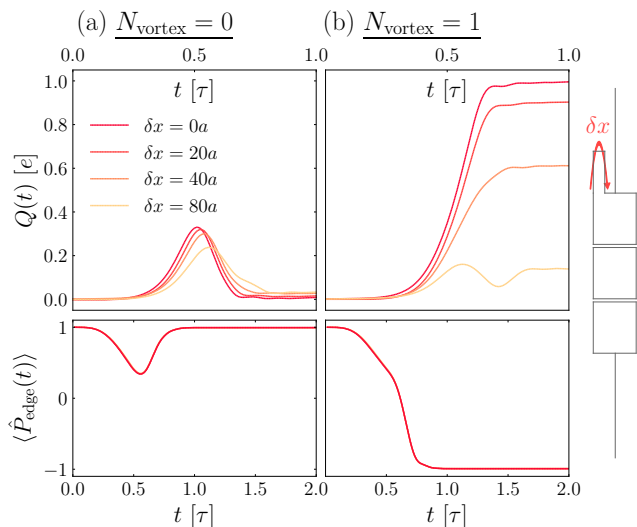 (a) N_vortex = 0
(b) N_vortex = 1
0.0 0.5 1.0
0.0 0.5 1.0
t [τ]
t [τ]
Q(t) [e]
1.0
0.8
0.6
0.4
0.2
0.0
δx = 0a
δx = 20a
δx = 40a
δx = 80a
δx
⟨P̂_edge(t)⟩
1
0
−1
0.0 0.5 1.0 1.5 2.0
0.0 0.5 1.0 1.5 2.0
t [τ]
t [τ]